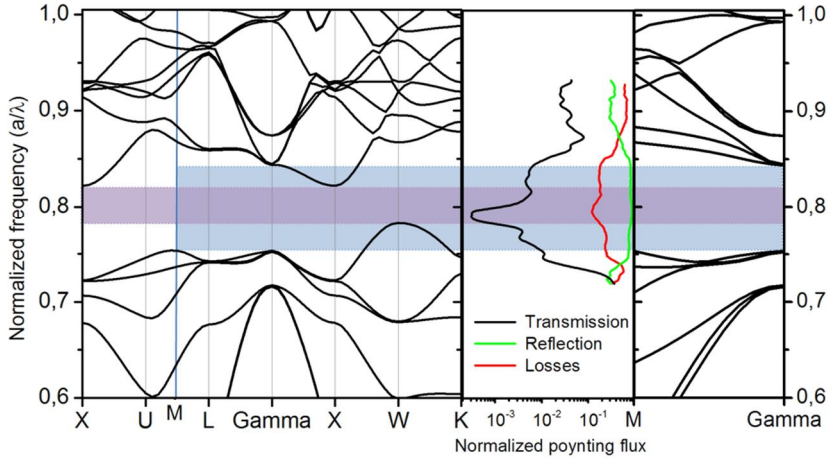 Normalized frequency (a/λ)
1,0
0,9
0,8
0,7
0,6
X U M L Gamma X W K
Transmission
Reflection
Losses
10⁻³ 10⁻² 10⁻¹
Normalized poynting flux
M Gamma
1,0
0,9
0,8
0,7
0,6